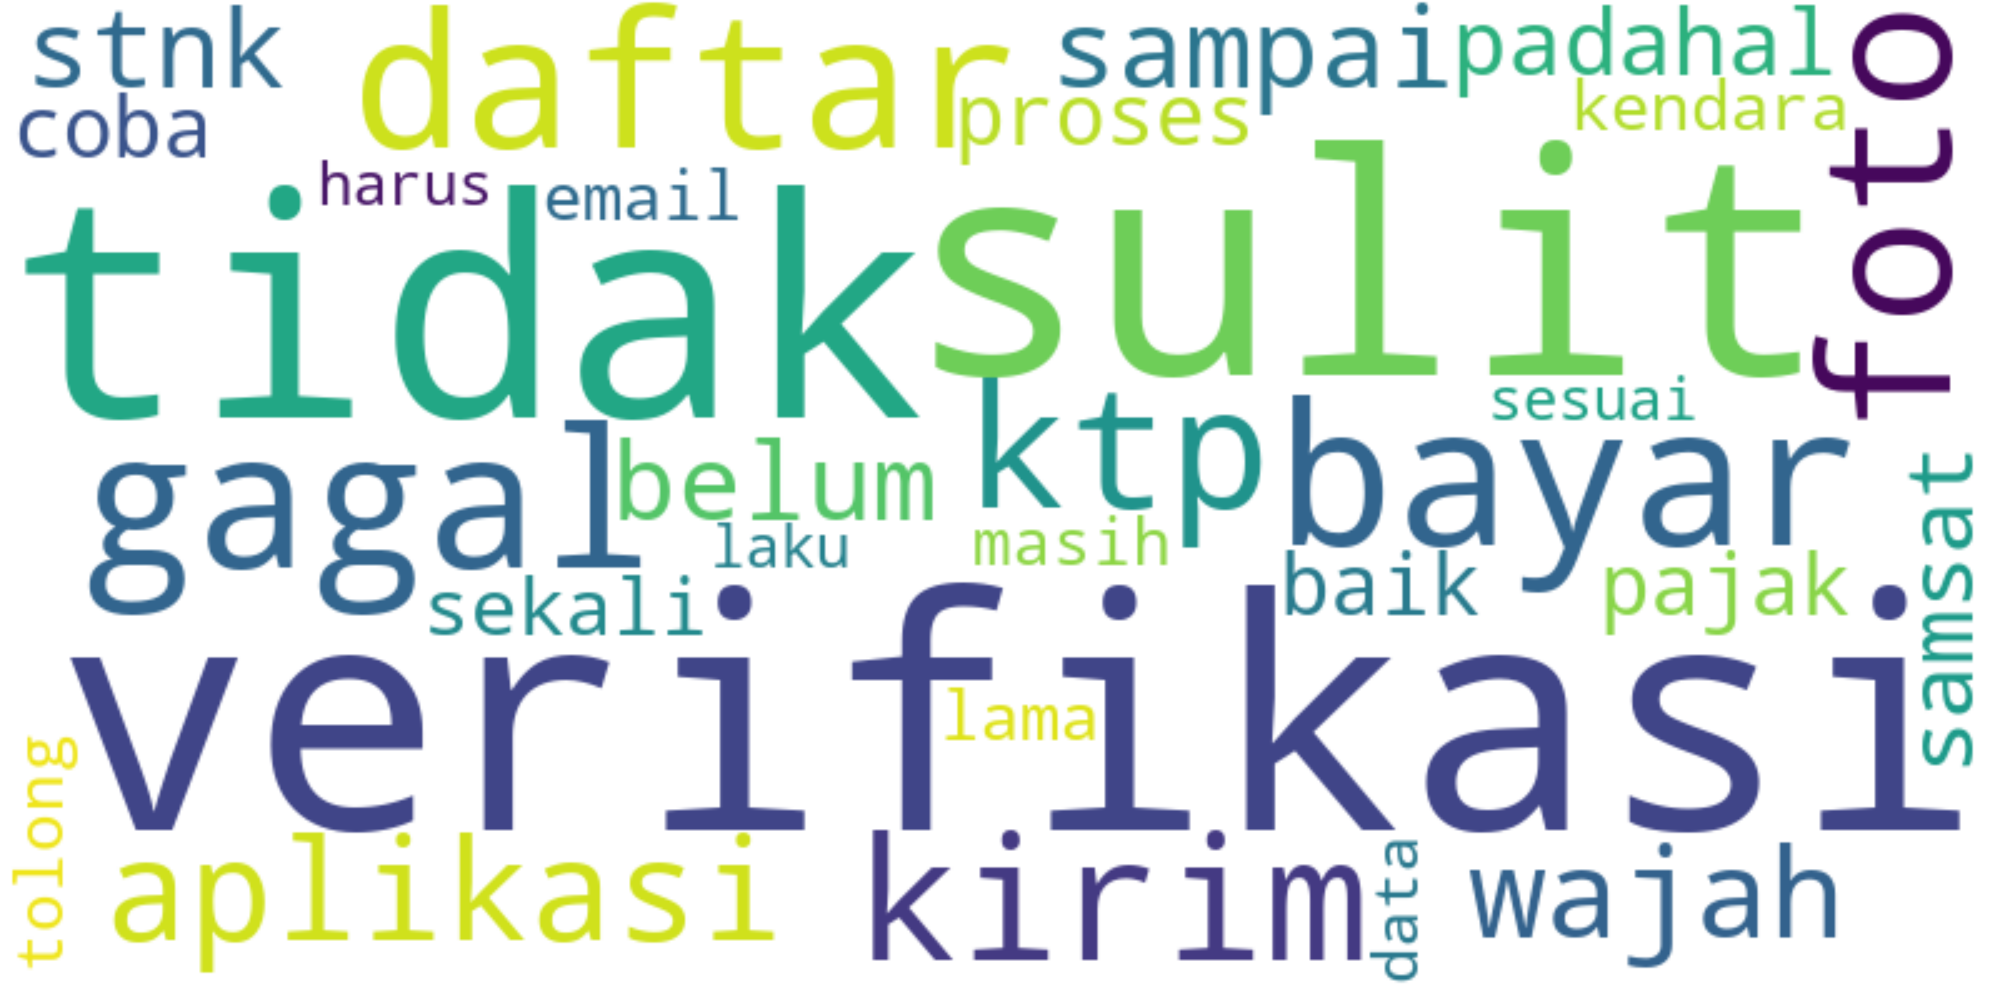 stnk
daftar
sampai
padahal
foto
coba
proses
kendara
harus
email
tidak
sulit
sesuai
gagal
belum
ktp
bayar
samsat
laku
masih
sekali
baik
pajak
verifikasi
lama
tolong
aplikasi
kirim
data
wajah